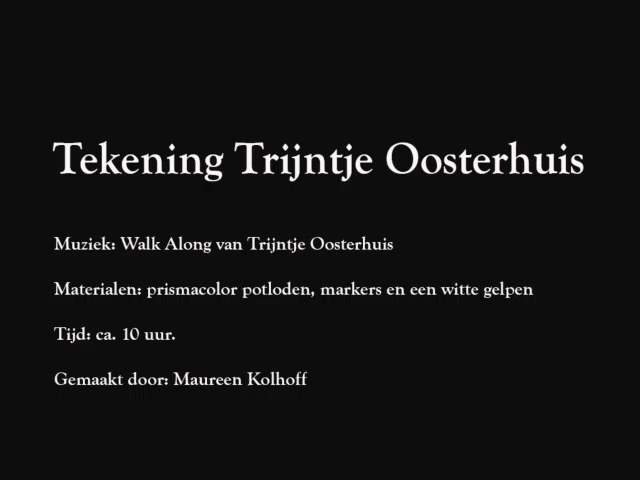 Tekening Trijntje Oosterhuis
Muziek: Walk Along van Trijntje Oosterhuis
Materialen: prismacolor potloden, markers en een witte gelpen
Tijd: ca. 10 uur.
Gemaakt door: Maureen Kolhoff